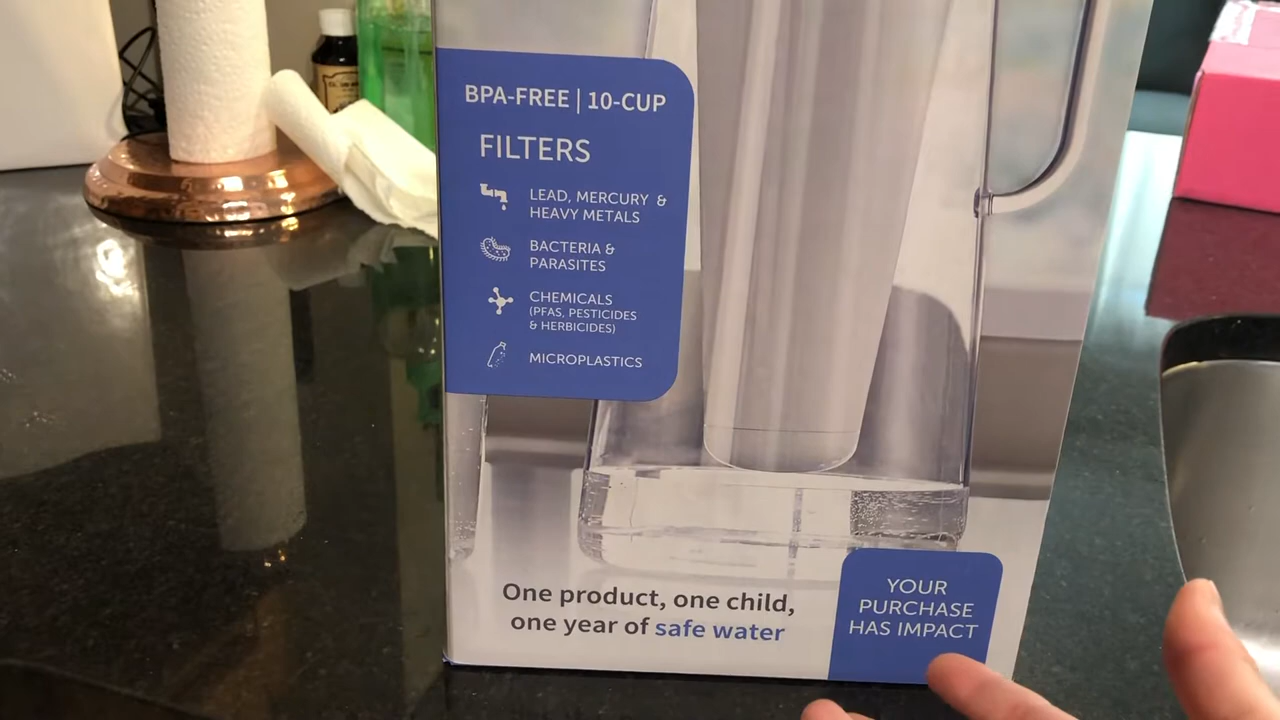 BPA-FREE | 10-CUP
FILTERS
LEAD, MERCURY &
HEAVY METALS
BACTERIA &
PARASITES
CHEMICALS
(PFAS, PESTICIDES
& HERBICIDES)
MICROPLASTICS
One product, one child,
one year of safe water
YOUR
PURCHASE
HAS IMPACT